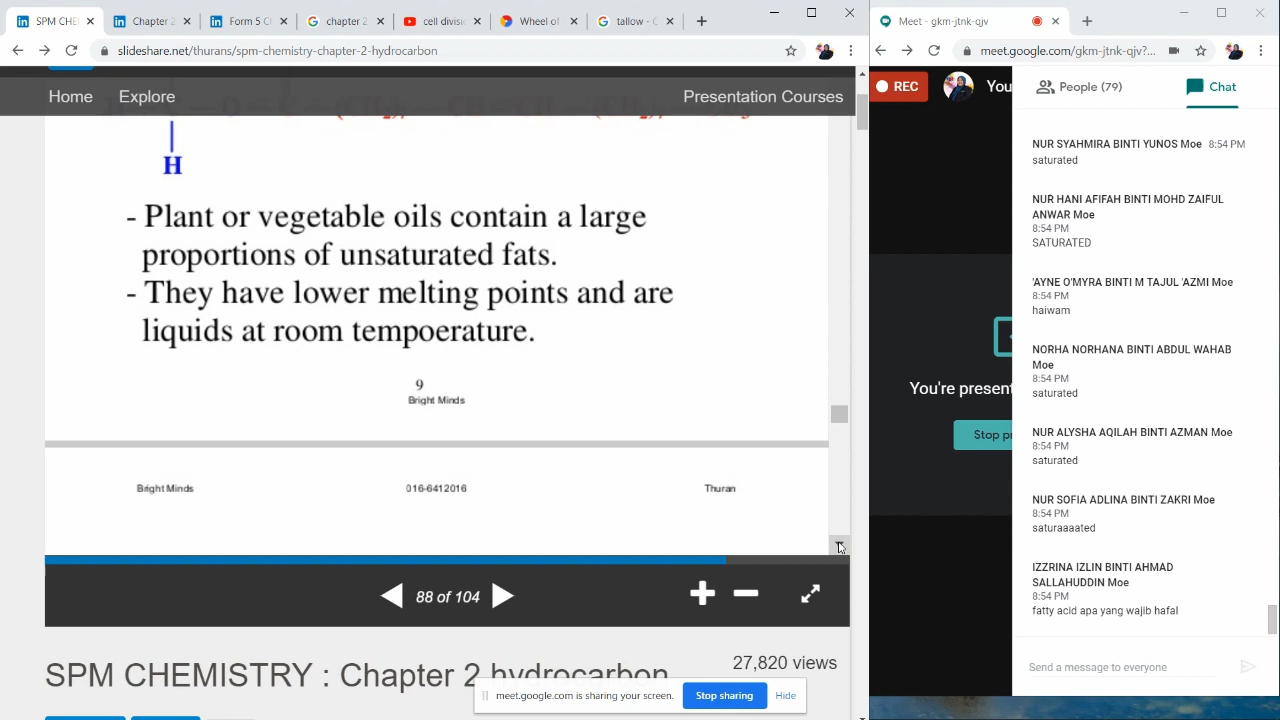 SPM CHEM
Chapter 2
Form 5 Cl
chapter 2
cell divisi
Wheel of
tallow - G
Meet - gkm-jtnk-qjv
slideshare.net/thurans/spm-chemistry-chapter-2-hydrocarbon
meet.google.com/gkm-jtnk-qjv?...
Home
Explore
Presentation Courses
REC
You
People (79)
Chat
H
- Plant or vegetable oils contain a large
proportions of unsaturated fats.
- They have lower melting points and are
liquids at room tempoerature.
9
Bright Minds
Bright Minds
016-6412016
Thuran
88 of 104
SPM CHEMISTRY : Chapter 2 hydrocarbon
27,820 views
meet.google.com is sharing your screen.
Stop sharing
Hide
You're present
Stop pr
NUR SYAHMIRA BINTI YUNOS Moe 8:54 PM
saturated
NUR HANI AFIFAH BINTI MOHD ZAIFUL
ANWAR Moe
8:54 PM
SATURATED
'AYNE O'MYRA BINTI M TAJUL 'AZMI Moe
8:54 PM
haiwam
NORHA NORHANA BINTI ABDUL WAHAB
Moe
8:54 PM
saturated
NUR ALYSHA AQILAH BINTI AZMAN Moe
8:54 PM
saturated
NUR SOFIA ADLINA BINTI ZAKRI Moe
8:54 PM
saturaaaated
IZZRINA IZLIN BINTI AHMAD
SALLAHUDDIN Moe
8:54 PM
fatty acid apa yang wajib hafal
Send a message to everyone